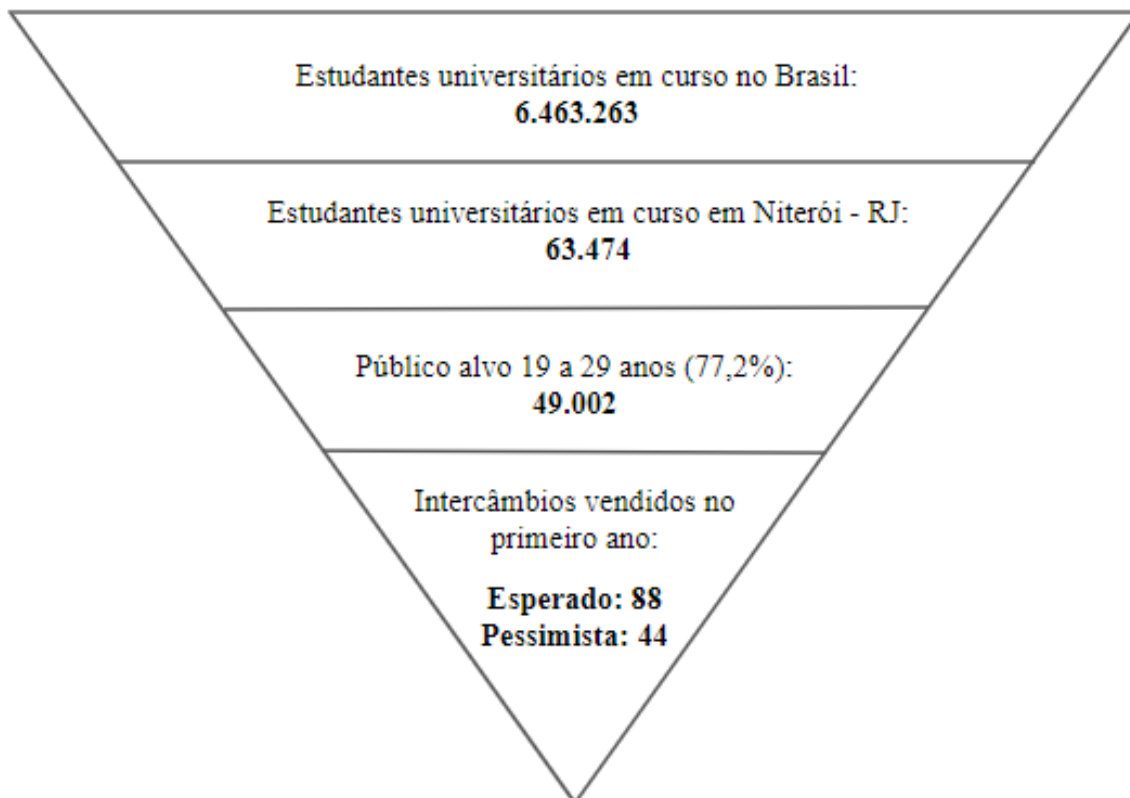 Estudantes universitários em curso no Brasil:
6.463.263
Estudantes universitários em curso em Niterói - RJ:
63.474
Público alvo 19 a 29 anos (77,2%):
49.002
Intercâmbios vendidos no
primeiro ano:
Esperado: 88
Pessimista: 44